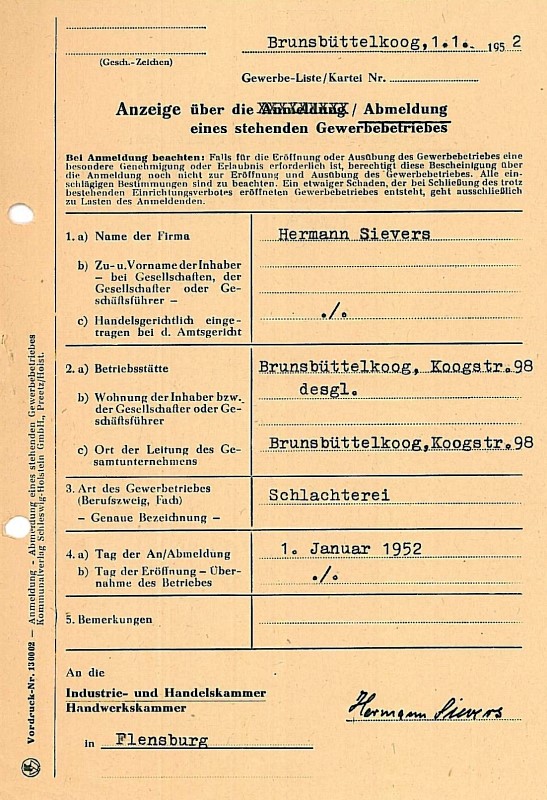 Brunsbüttelkoog, 1.1. 1952
(Gesch.-Zeichen)
Gewerbe-Liste/Kartei Nr.
Anzeige über die Anmeldung / Abmeldung
eines stehenden Gewerbebetriebes
Bei Anmeldung beachten: Falls für die Eröffnung oder Ausübung des Gewerbebetriebes eine
besondere Genehmigung oder Erlaubnis erforderlich ist, berechtigt diese Bescheinigung über
die Anmeldung noch nicht zur Eröffnung und Ausübung des Gewerbebetriebes. Alle ein-
schlägigen Bestimmungen sind zu beachten. Ein etwaiger Schaden, der bei Schließung des trotz
bestehenden Einrichtungsverbotes eröffneten Gewerbebetriebes entsteht, geht ausschließlich
zu Lasten des Anmeldenden.
1. a) Name der Firma Hermann Sievers
b) Zu- u. Vorname der Inhaber
– bei Gesellschaften, der
Gesellschafter oder Ge-
schäftsführer –
c) Handelsgerichtlich einge- ./.
tragen bei d. Amtsgericht
2. a) Betriebsstätte Brunsbüttelkoog, Koogstr.98
b) Wohnung der Inhaber bzw. desgl.
der Gesellschafter oder Ge-
schäftsführer
c) Ort der Leitung des Ge- Brunsbüttelkoog,Koogstr.98
samtunternehmens
3. Art des Gewerbetriebes Schlachterei
(Berufszweig, Fach)
– Genaue Bezeichnung –
4. a) Tag der An/Abmeldung 1. Januar 1952
b) Tag der Eröffnung – Über- ./.
nahme des Betriebes
5. Bemerkungen
An die
Industrie- und Handelskammer
Handwerkskammer
Hermann Sievers
in Flensburg
Vordruck-Nr. 130002 — Anmeldung - Abmeldung eines stehenden Gewerbebetriebes
Kommunalverlag Schleswig-Holstein GmbH., Preetz/Holst.